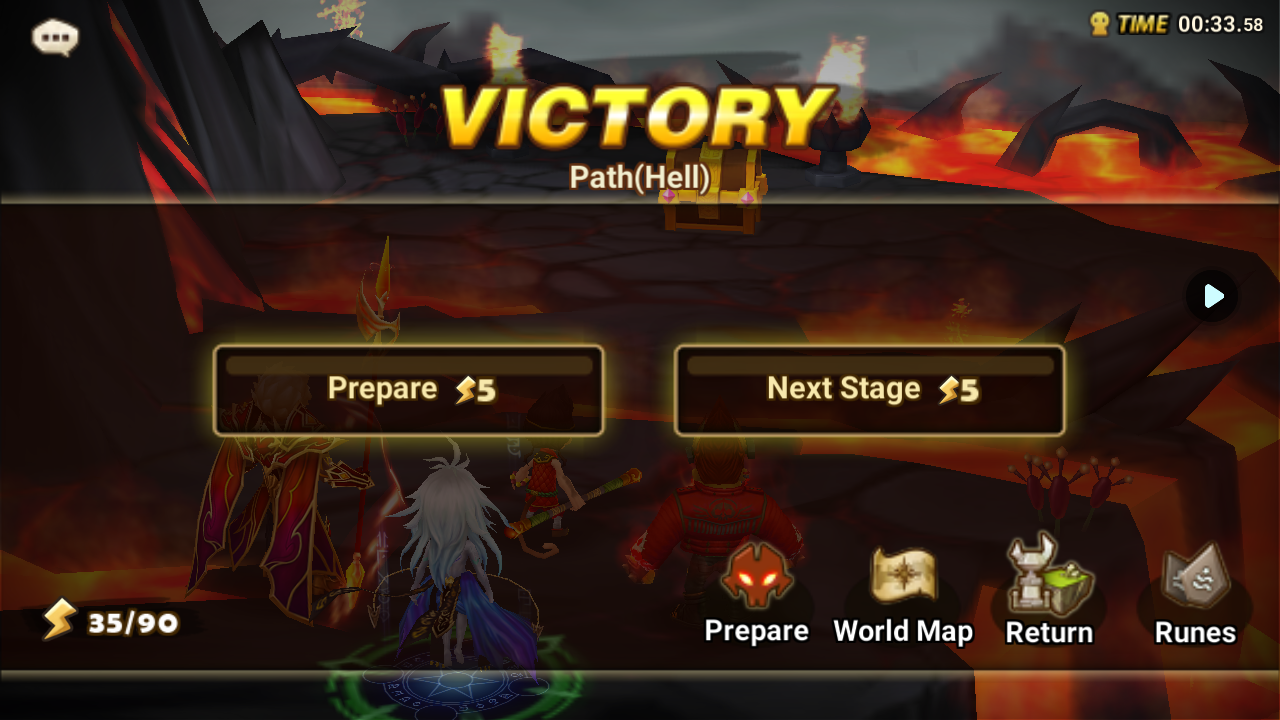 TIME 00:33.58
VICTORY
Path(Hell)
Prepare 5
Next Stage 5
35/90
Prepare
World Map
Return
Runes